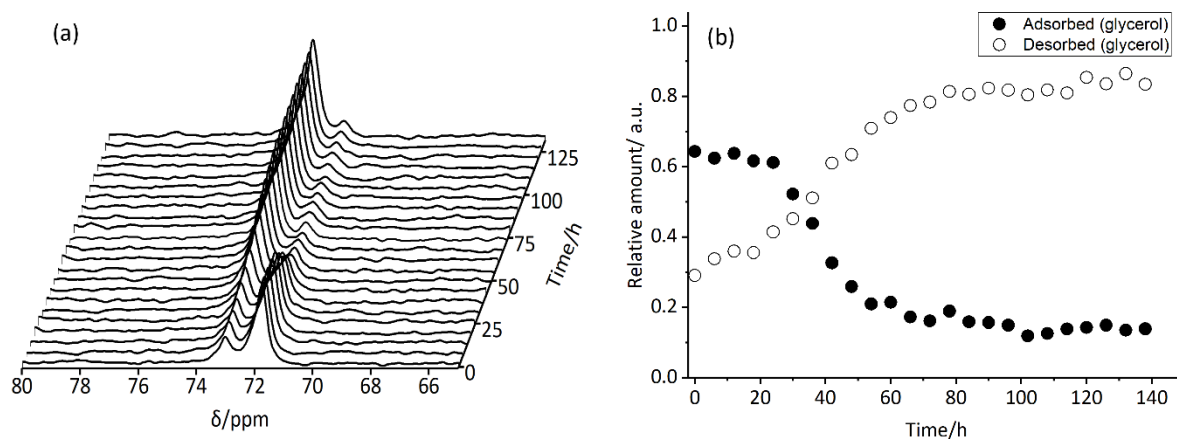 (a)
125
100
75
50
25
0
Time/h
80
78
76
74
72
70
68
66
δ/ppm
(b)
Adsorbed (glycerol)
Desorbed (glycerol)
1.0
0.8
0.6
0.4
0.2
0.0
Relative amount/ a.u.
0 20 40 60 80 100 120 140
Time/h